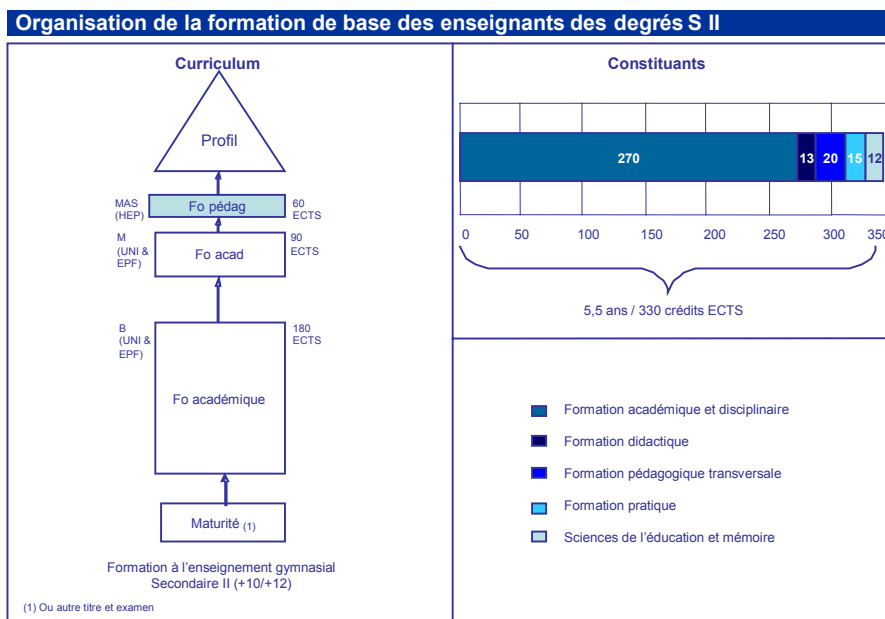 Organisation de la formation de base des enseignants des degrés S II
Curriculum
Profil
MAS
(HEP)
Fo pédag
60
ECTS
M
(UNI &
EPF)
Fo acad
90
ECTS
B
(UNI &
EPF)
180
ECTS
Fo académique
Maturité (1)
Formation à l'enseignement gymnasial
Secondaire II (+10/+12)
(1) Ou autre titre et examen
Constituants
270 13 20 15 12
0 50 100 150 200 250 300 350
5,5 ans / 330 crédits ECTS
Formation académique et disciplinaire
Formation didactique
Formation pédagogique transversale
Formation pratique
Sciences de l'éducation et mémoire